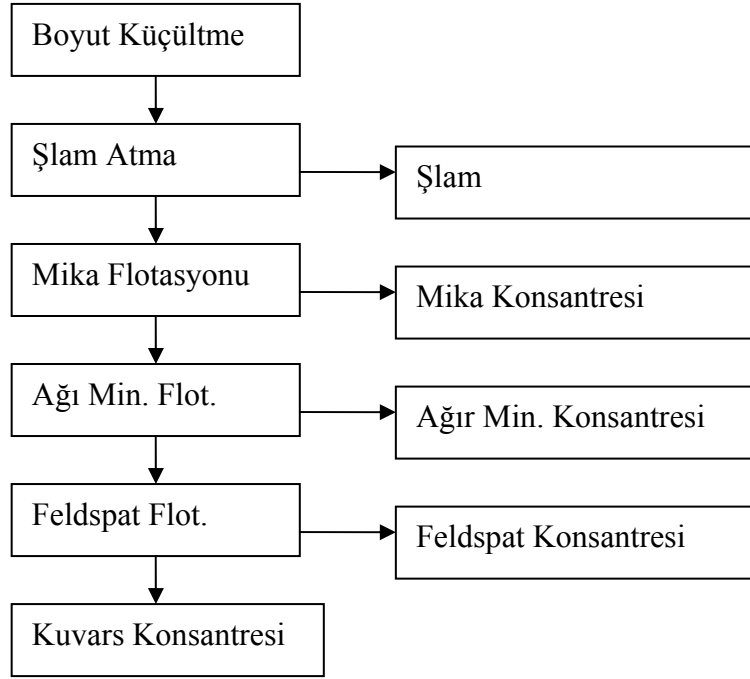 Boyut Küçültme
Şlam Atma
Şlam
Mika Flotasyonu
Mika Konsantresi
Ağı Min. Flot.
Ağır Min. Konsantresi
Feldspat Flot.
Feldspat Konsantresi
Kuvars Konsantresi